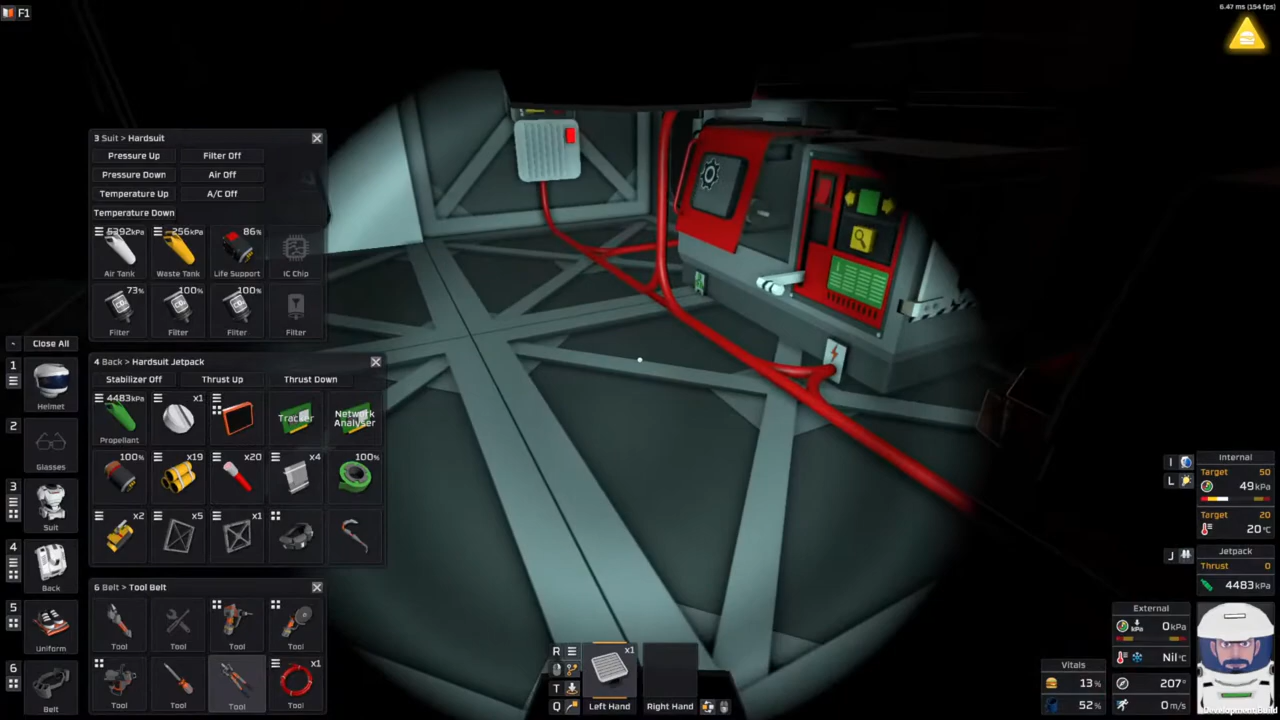 F1
6.47 ms (154 fps)
3 Suit > Hardsuit
Pressure Up Filter Off
Pressure Down Air Off
Temperature Up A/C Off
Temperature Down
6392kPa 256kPa 86%
Air Tank Waste Tank Life Support IC Chip
73% 100% 100%
Filter Filter Filter Filter
Close All
1
Helmet
2
Glasses
3
Suit
4
Back
5
Uniform
6
Belt
4 Back > Hardsuit Jetpack
Stabilizer Off Thrust Up Thrust Down
4483kPa x1 Tracker Network Analyser
Propellant
100% x19 x20 x4 100%
x2 x5 x1
6 Belt > Tool Belt
Tool Tool Tool Tool
x1
Tool Tool Tool Tool
R
T
Q
x1
Left Hand Right Hand
I
L
Internal
Target 50
49kPa
Target 20
20°C
J
Jetpack
Thrust 0
4483kPa
External
kPa 0kPa
Nil°C
207°
0m/s
Vitals
13%
52%
Development Build